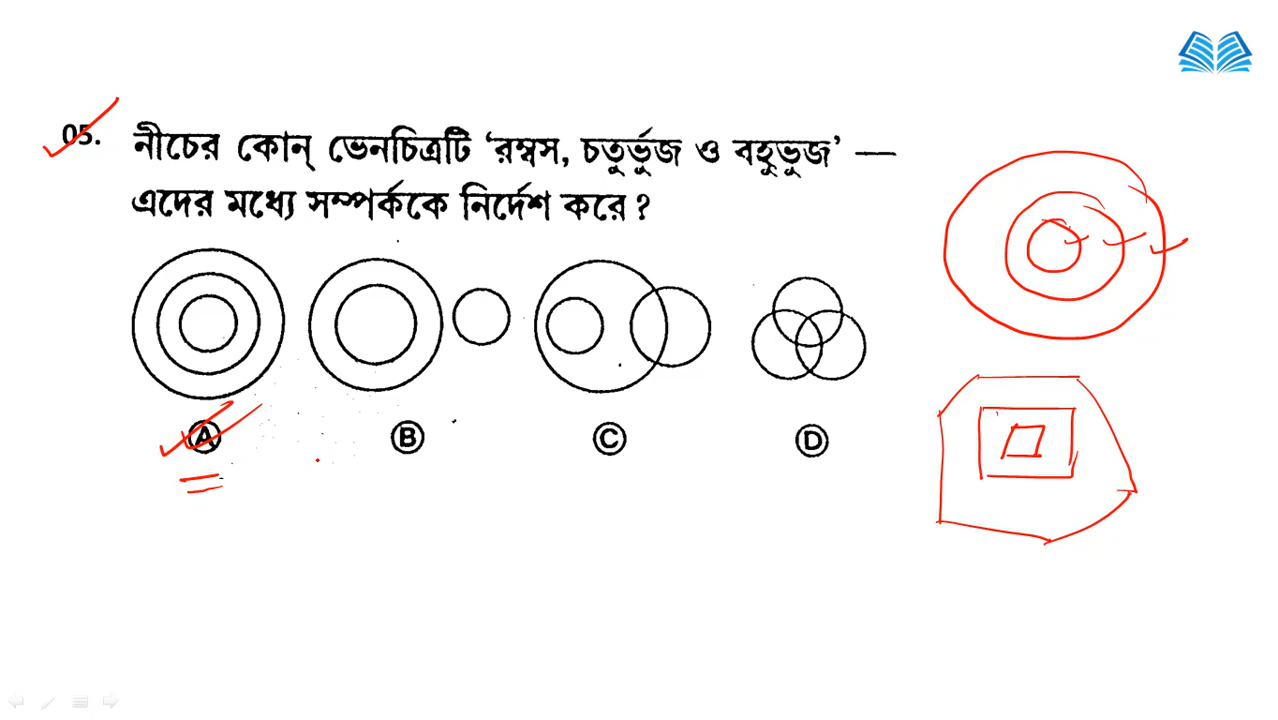 05. নীচের কোন্ ভেনচিত্রটি ‘রম্বস, চতুর্ভুজ ও বহুভুজ’ —
এদের মধ্যে সম্পর্ককে নির্দেশ করে ?
A B C D